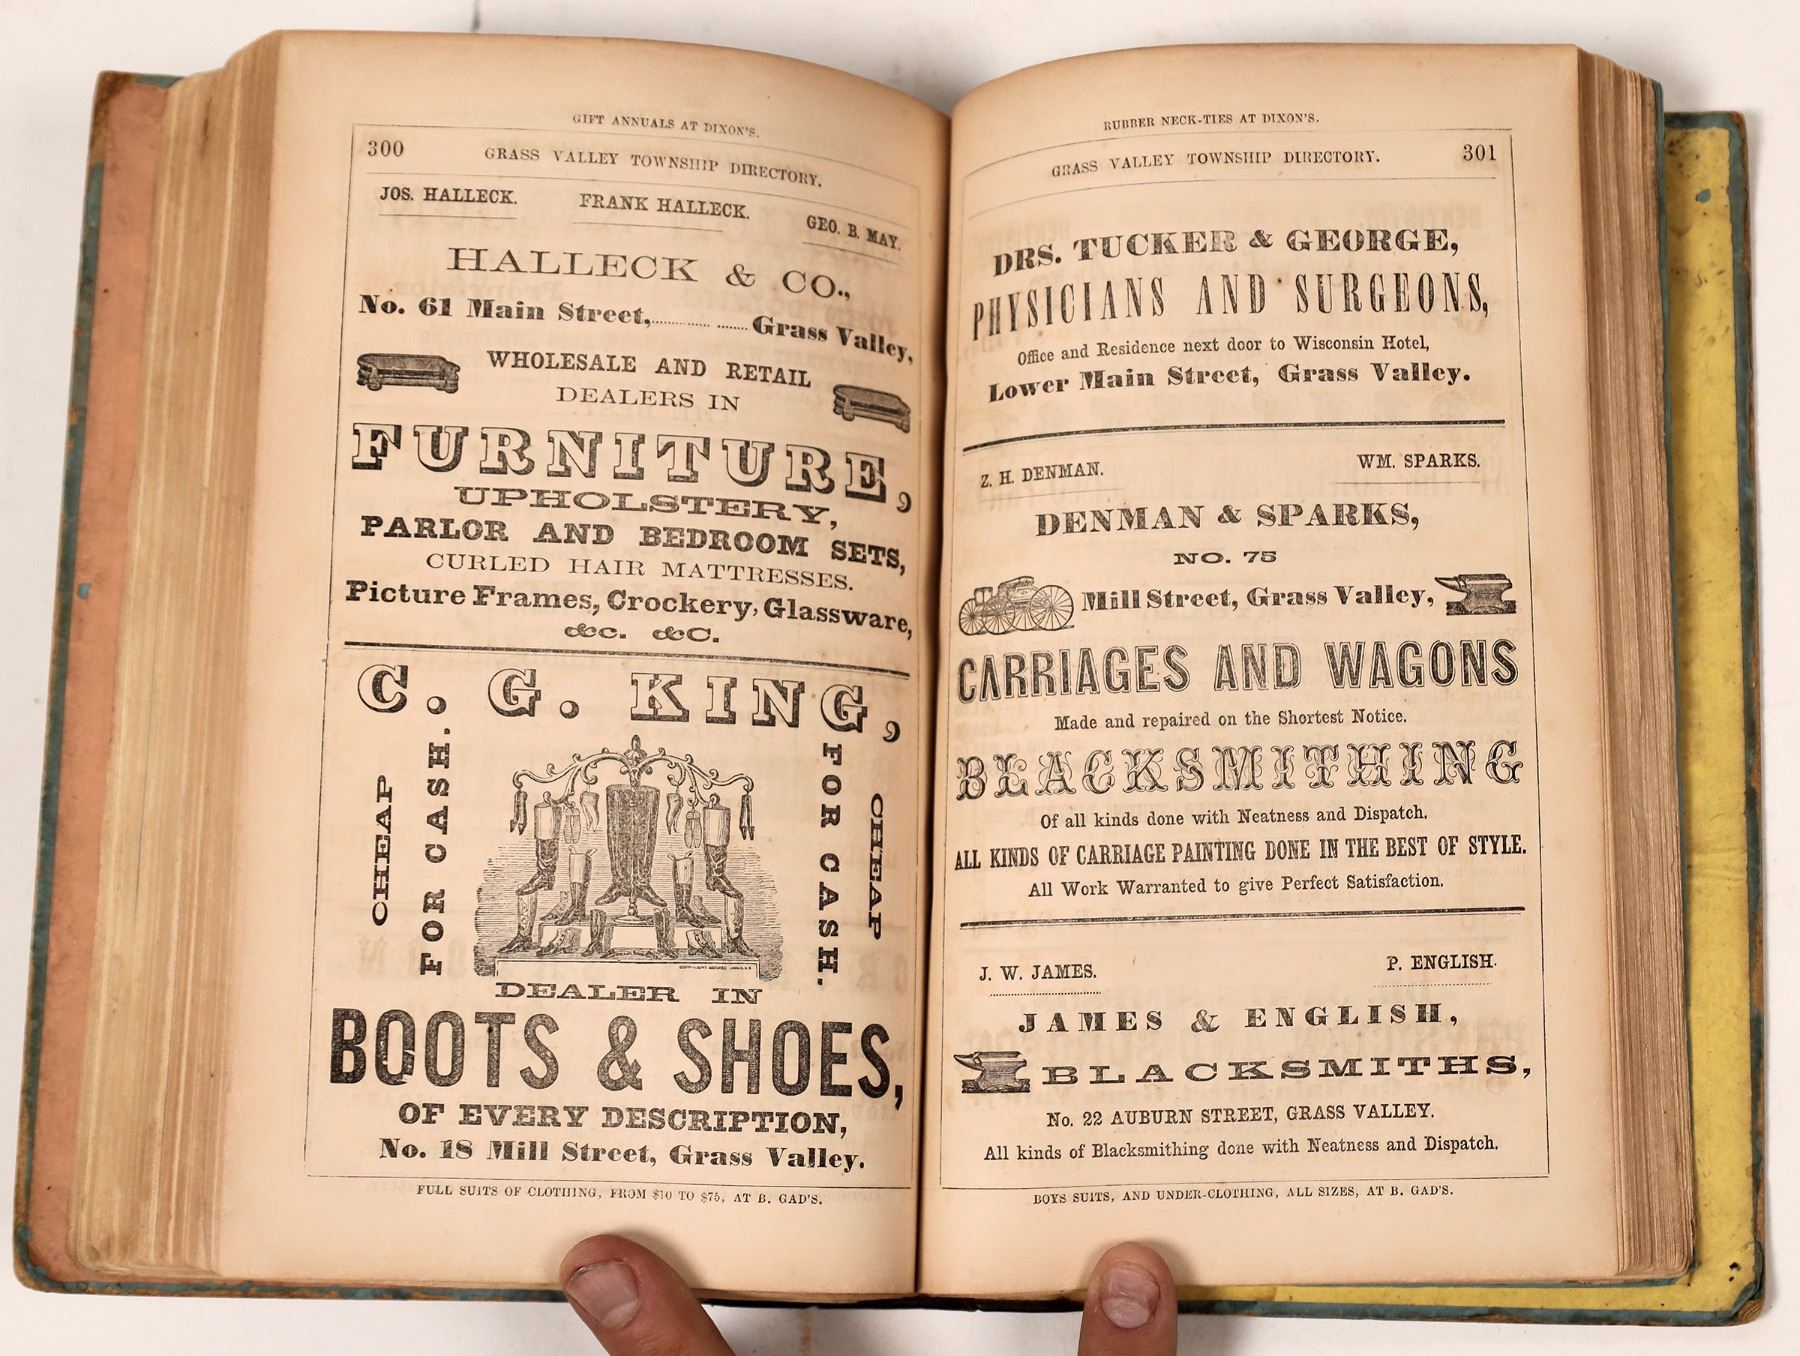 GIFT ANNUALS AT DIXON'S.
300 GRASS VALLEY TOWNSHIP DIRECTORY.
JOS. HALLECK. FRANK HALLECK. GEO. B. MAY.
HALLECK & CO.,
No. 61 Main Street, Grass Valley,
WHOLESALE AND RETAIL
DEALERS IN
FURNITURE,
UPHOLSTERY,
PARLOR AND BEDROOM SETS,
CURLED HAIR MATTRESSES.
Picture Frames, Crockery, Glassware,
&c. &c.
C. G. KING,
CHEAP
FOR CASH.
FOR CASH.
CHEAP
DEALER IN
BOOTS & SHOES,
OF EVERY DESCRIPTION,
No. 18 Mill Street, Grass Valley.
FULL SUITS OF CLOTHING, FROM $10 TO $75, AT B. GAD'S.
RUBBER NECK-TIES AT DIXON'S.
GRASS VALLEY TOWNSHIP DIRECTORY. 301
DRS. TUCKER & GEORGE,
PHYSICIANS AND SURGEONS,
Office and Residence next door to Wisconsin Hotel,
Lower Main Street, Grass Valley.
Z. H. DENMAN. WM. SPARKS.
DENMAN & SPARKS,
NO. 75
Mill Street, Grass Valley,
CARRIAGES AND WAGONS
Made and repaired on the Shortest Notice.
BLACKSMITHING
Of all kinds done with Neatness and Dispatch.
ALL KINDS OF CARRIAGE PAINTING DONE IN THE BEST OF STYLE.
All Work Warranted to give Perfect Satisfaction.
J. W. JAMES. P. ENGLISH.
JAMES & ENGLISH,
BLACKSMITHS,
No. 22 AUBURN STREET, GRASS VALLEY.
All kinds of Blacksmithing done with Neatness and Dispatch.
BOYS SUITS, AND UNDER-CLOTHING, ALL SIZES, AT B. GAD'S.